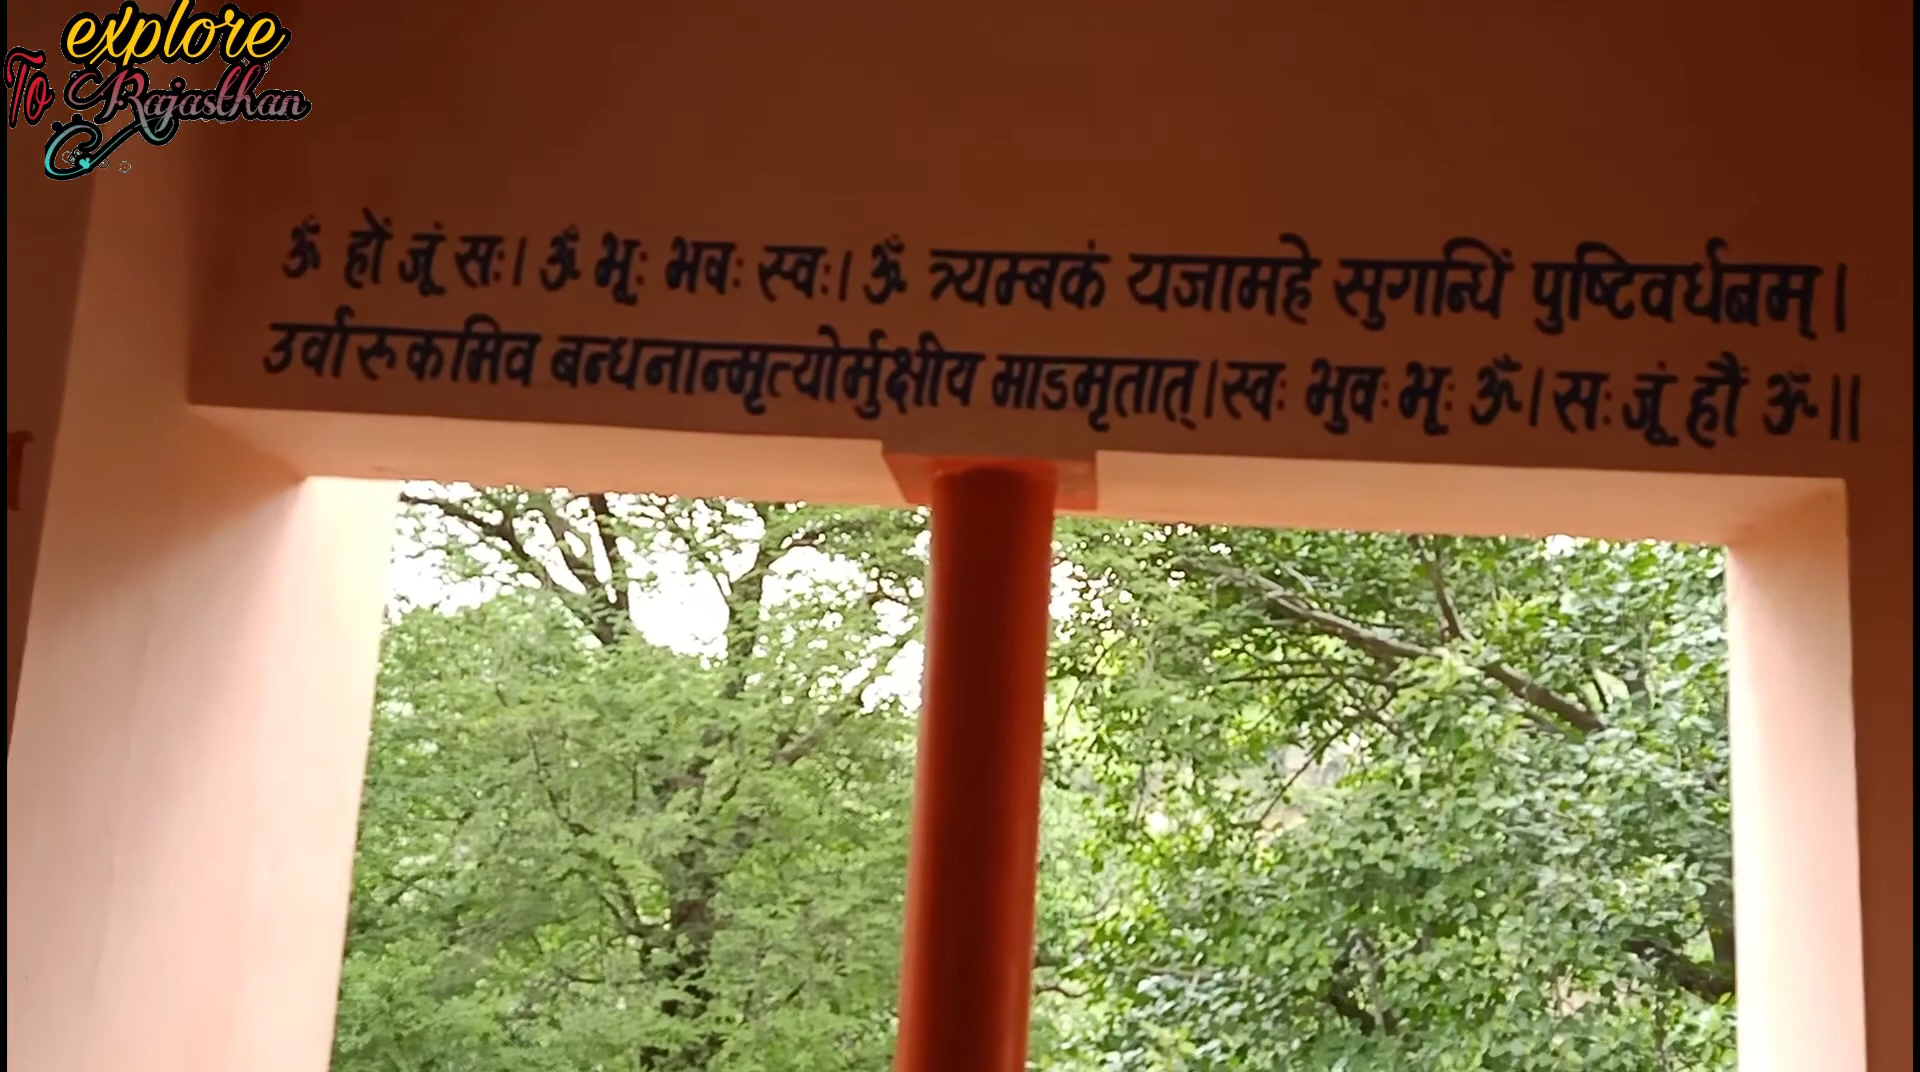 explore
To Rajasthan
ॐ हों जूं सः। ॐ भूः भवः स्वः। ॐ त्र्यम्बकं यजामहे सुगन्धिं पुष्टिवर्धनम्।
उर्वारुकमिव बन्धनान्मृत्योर्मुक्षीय माऽमृतात्। स्वः भुवः भूः ॐ। सः जूं हौं ॐ॥